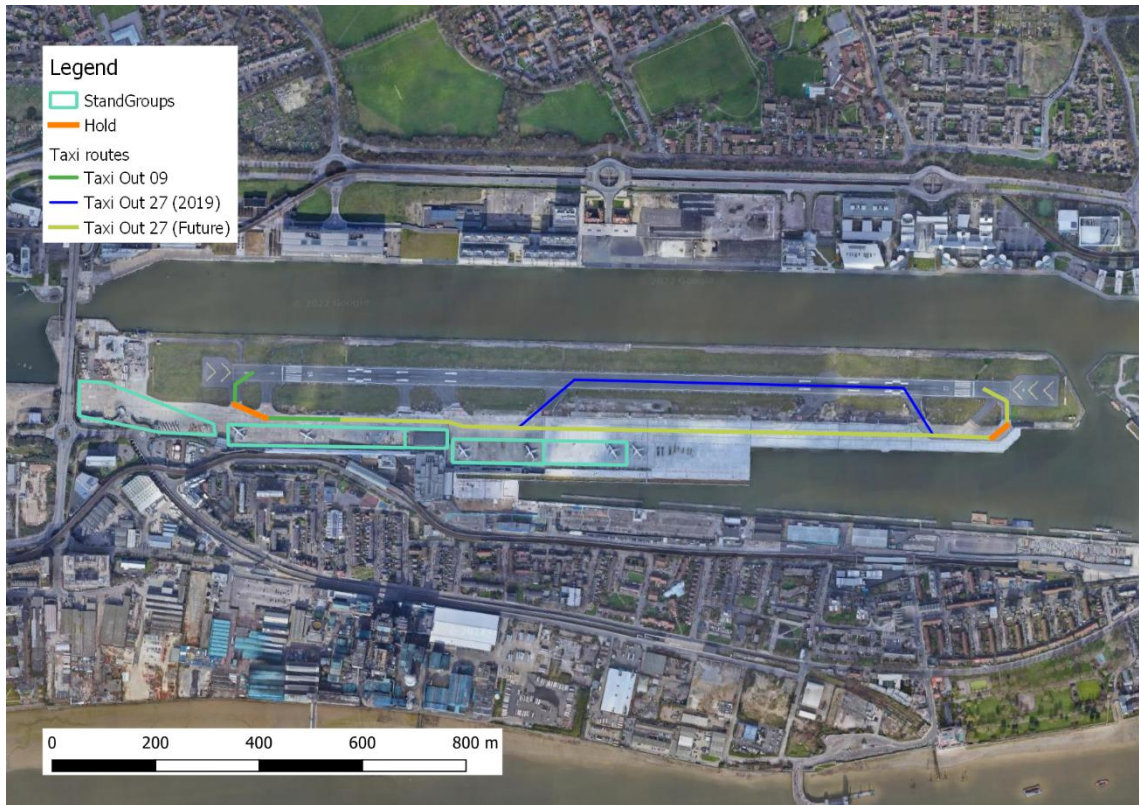 Legend
StandGroups
Hold
Taxi routes
Taxi Out 09
Taxi Out 27 (2019)
Taxi Out 27 (Future)
0 200 400 600 800 m